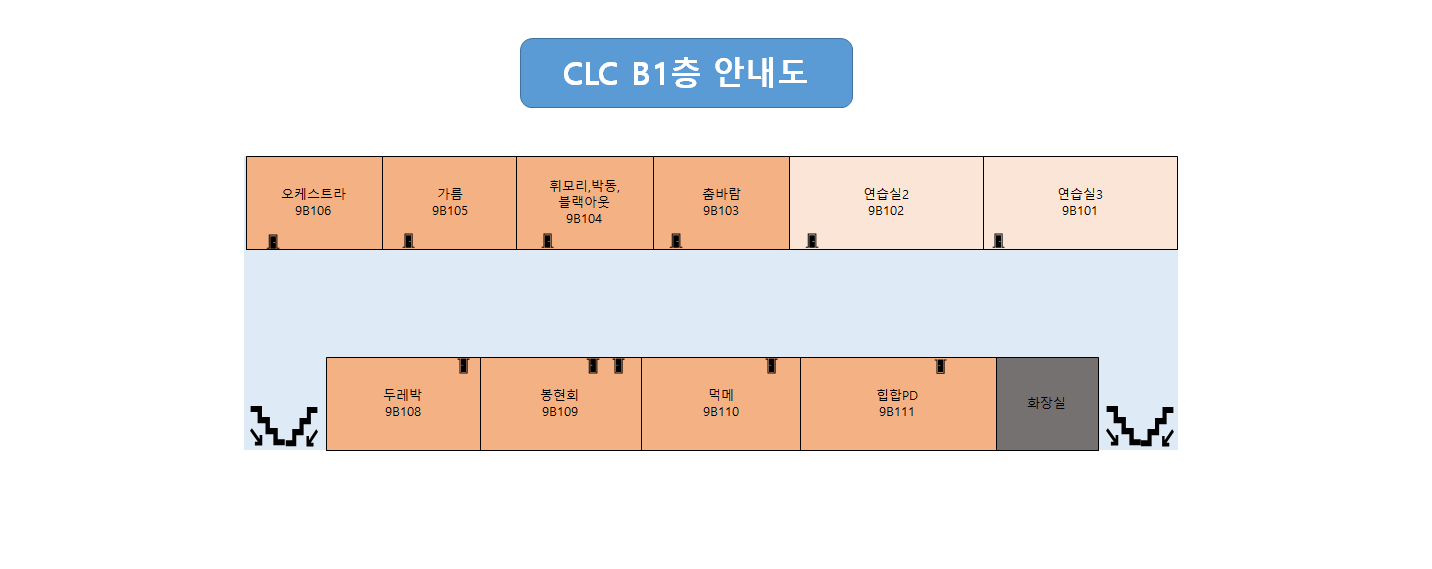 CLC B1층 안내도
오케스트라
9B106
가름
9B105
휘모리,박동,
블랙아웃
9B104
춤바람
9B103
연습실2
9B102
연습실3
9B101
두레박
9B108
봉현회
9B109
먹메
9B110
힙합PD
9B111
화장실